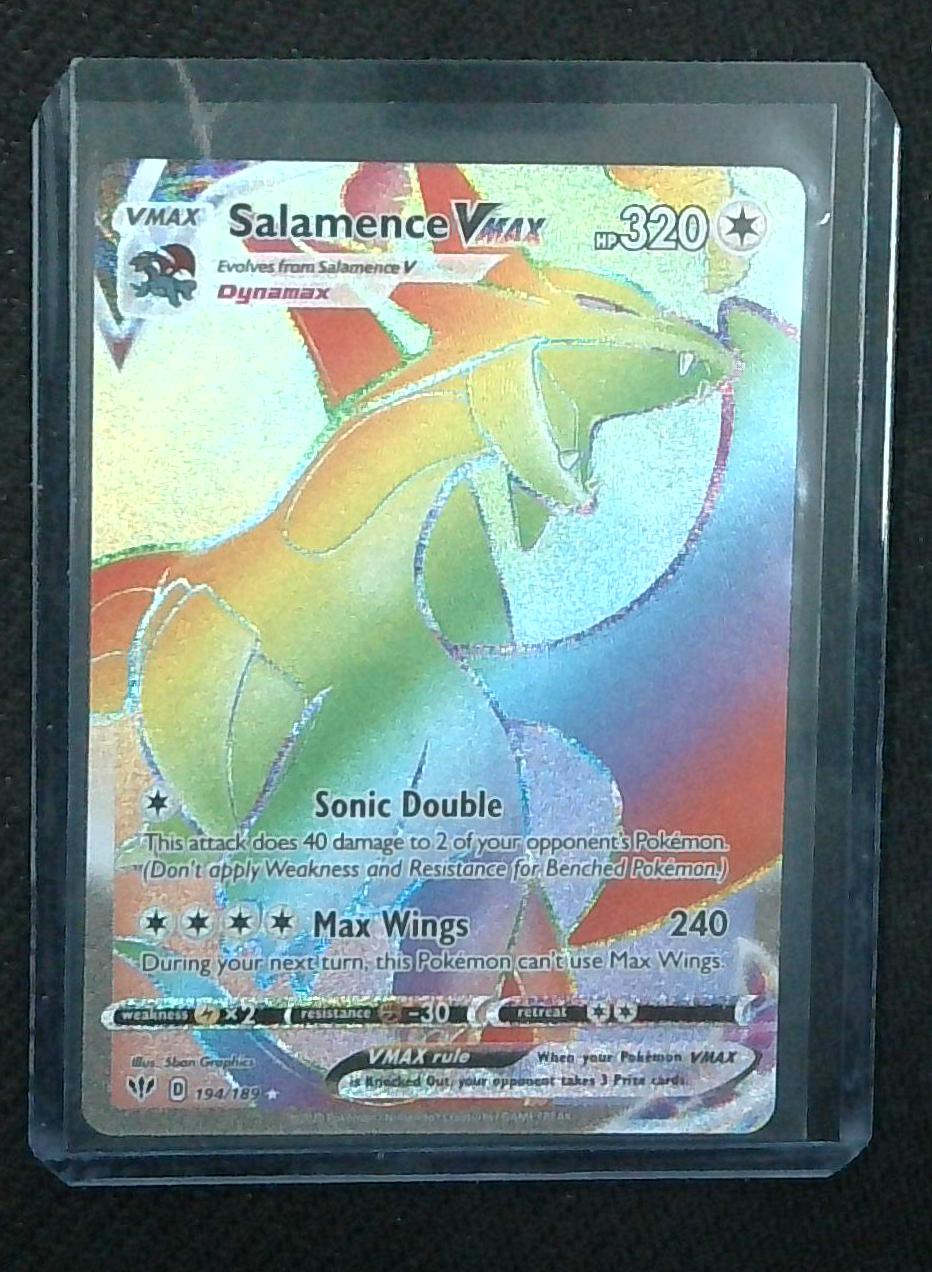 VMAX
Salamence VMAX
HP 320
Evolves from Salamence V
Dynamax
Sonic Double
This attack does 40 damage to 2 of your opponent's Pokémon.
(Don't apply Weakness and Resistance for Benched Pokémon.)
Max Wings 240
During your next turn, this Pokémon can't use Max Wings.
weakness ×2 resistance -30 retreat
Illus. 5ban Graphics
VMAX rule When your Pokémon VMAX
is Knocked Out, your opponent takes 3 Prize cards.
D 194/189